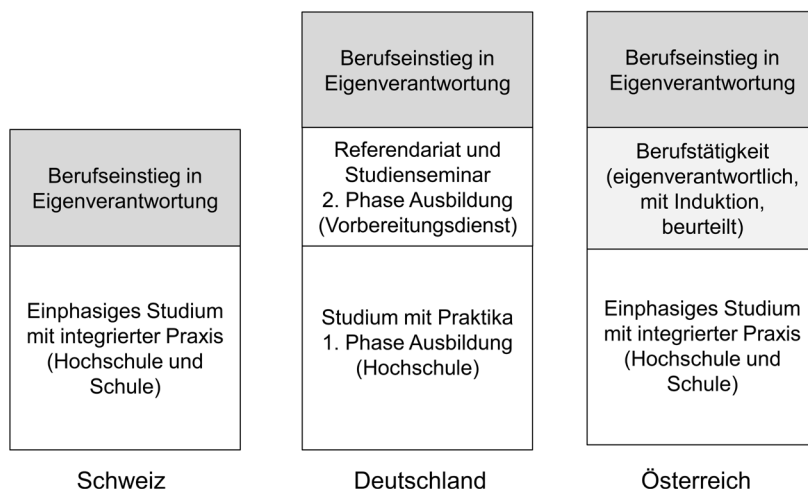 Berufseinstieg in
Eigenverantwortung
Einphasiges Studium
mit integrierter Praxis
(Hochschule und
Schule)
Schweiz
Berufseinstieg in
Eigenverantwortung
Referendariat und
Studienseminar
2. Phase Ausbildung
(Vorbereitungsdienst)
Studium mit Praktika
1. Phase Ausbildung
(Hochschule)
Deutschland
Berufseinstieg in
Eigenverantwortung
Berufstätigkeit
(eigenverantwortlich,
mit Induktion,
beurteilt)
Einphasiges Studium
mit integrierter Praxis
(Hochschule und
Schule)
Österreich